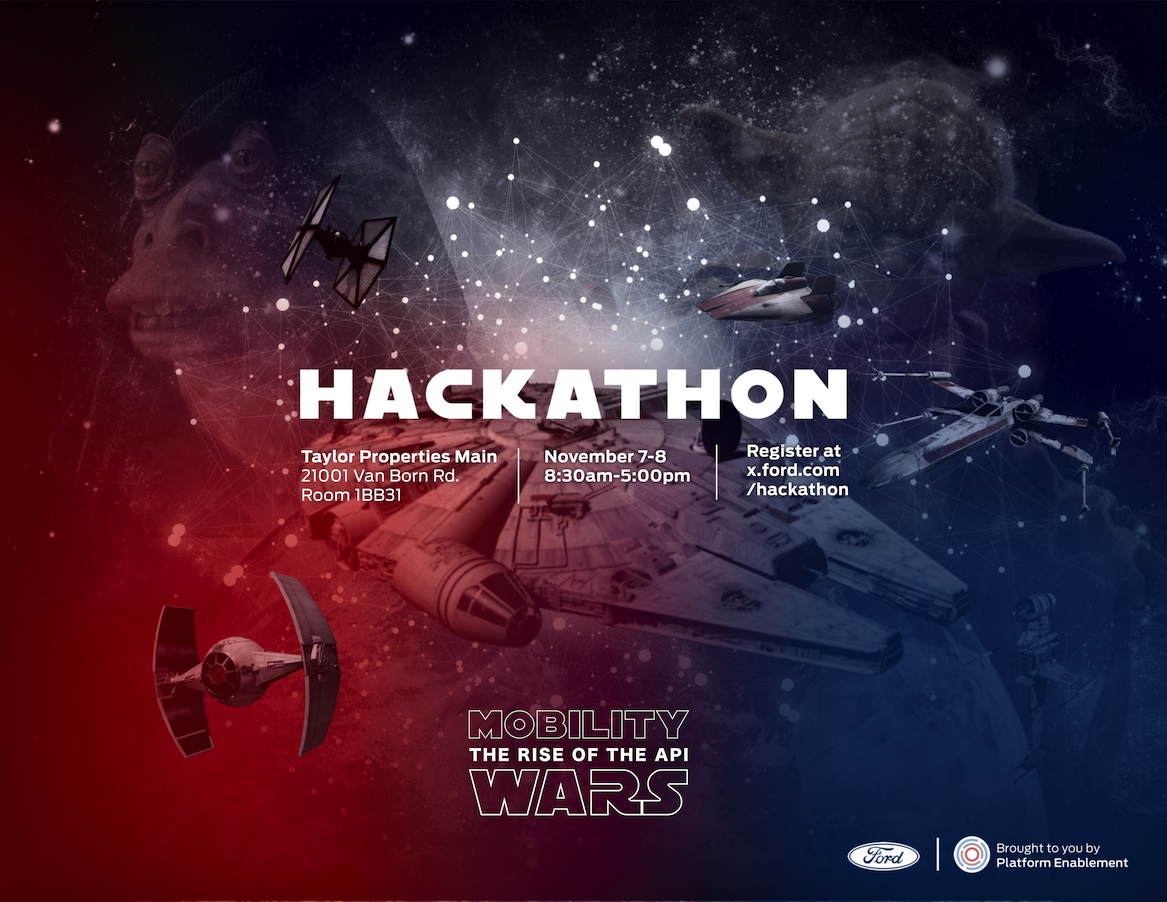 HACKATHON
Taylor Properties Main
21001 Van Born Rd.
Room 1BB31
November 7-8
8:30am-5:00pm
Register at
x.ford.com
/hackathon
MOBILITY
THE RISE OF THE API
WARS
Ford
Brought to you by
Platform Enablement